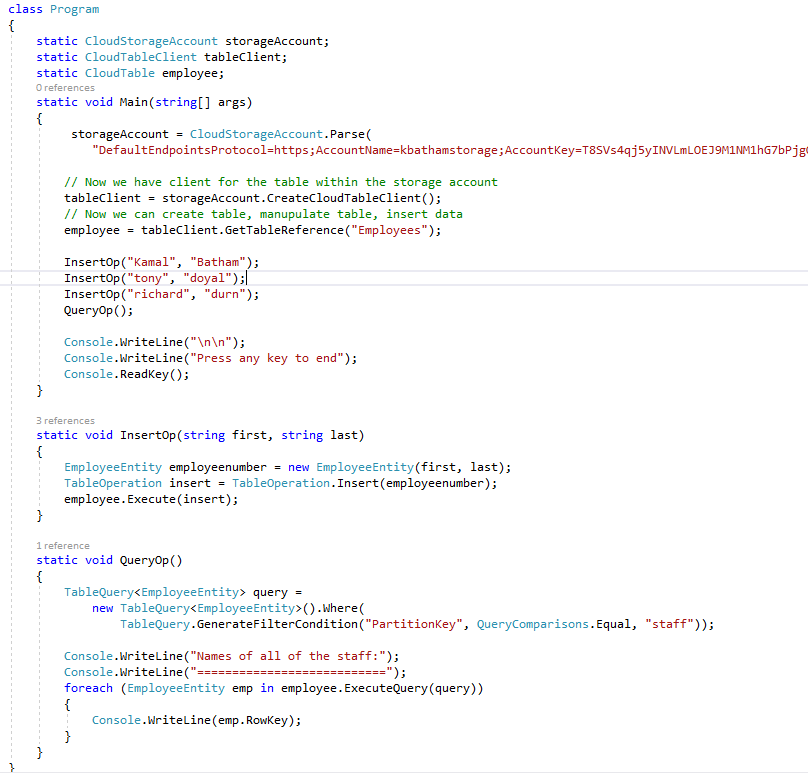 class Program
{
static CloudStorageAccount storageAccount;
static CloudTableClient tableClient;
static CloudTable employee;
0 references
static void Main(string[] args)
{
storageAccount = CloudStorageAccount.Parse(
"DefaultEndpointsProtocol=https;AccountName=kbathamstorage;AccountKey=T8SVs4qj5yINVLmLOEJ9M1NM1hG7bPjg
// Now we have client for the table within the storage account
tableClient = storageAccount.CreateCloudTableClient();
// Now we can create table, manupulate table, insert data
employee = tableClient.GetTableReference("Employees");
InsertOp("Kamal", "Batham");
InsertOp("tony", "doyal");
InsertOp("richard", "durn");
QueryOp();
Console.WriteLine("\n\n");
Console.WriteLine("Press any key to end");
Console.ReadKey();
}
3 references
static void InsertOp(string first, string last)
{
EmployeeEntity employeenumber = new EmployeeEntity(first, last);
TableOperation insert = TableOperation.Insert(employeenumber);
employee.Execute(insert);
}
1 reference
static void QueryOp()
{
TableQuery<EmployeeEntity> query =
new TableQuery<EmployeeEntity>().Where(
TableQuery.GenerateFilterCondition("PartitionKey", QueryComparisons.Equal, "staff"));
Console.WriteLine("Names of all of the staff:");
Console.WriteLine("===========================");
foreach (EmployeeEntity emp in employee.ExecuteQuery(query))
{
Console.WriteLine(emp.RowKey);
}
}
}